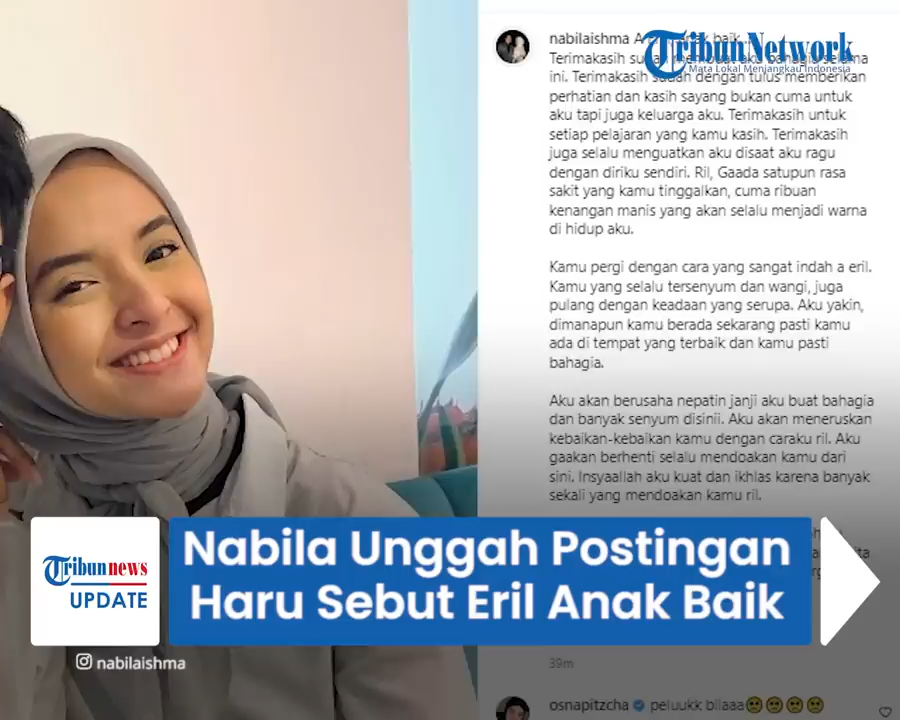 nabilaishma A baik
TribunNetwork
Mata Lokal Menjangkau Indonesia
Terimakasih sudah membuat aku bahagia selama
ini. Terimakasih sudah dengan tulus memberikan
perhatian dan kasih sayang bukan cuma untuk
aku tapi juga keluarga aku. Terimakasih untuk
setiap pelajaran yang kamu kasih. Terimakasih
juga selalu menguatkan aku disaat aku ragu
dengan diriku sendiri. Ril, Gaada satupun rasa
sakit yang kamu tinggalkan, cuma ribuan
kenangan manis yang akan selalu menjadi warna
di hidup aku.
Kamu pergi dengan cara yang sangat indah a eril.
Kamu yang selalu tersenyum dan wangi, juga
pulang dengan keadaan yang serupa. Aku yakin,
dimanapun kamu berada sekarang pasti kamu
ada di tempat yang terbaik dan kamu pasti
bahagia.
Aku akan berusaha nepatin janji aku buat bahagia
dan banyak senyum disinii. Aku akan meneruskan
kebaikan-kebaikan kamu dengan caraku ril. Aku
gaakan berhenti selalu mendoakan kamu dari
sini. Insyaallah aku kuat dan ikhlas karena banyak
sekali yang mendoakan kamu ril.
Tribunnews
UPDATE
Nabila Unggah Postingan
Haru Sebut Eril Anak Baik
nabilaishma
39m
osnapitzcha peluukk bilaaa🥺🥺🥺🥺